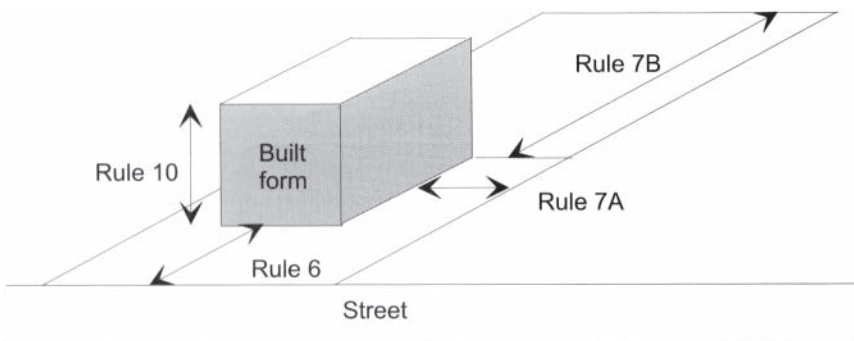 Rule 7B
Built
form
Rule 10
Rule 7A
Rule 6
Street